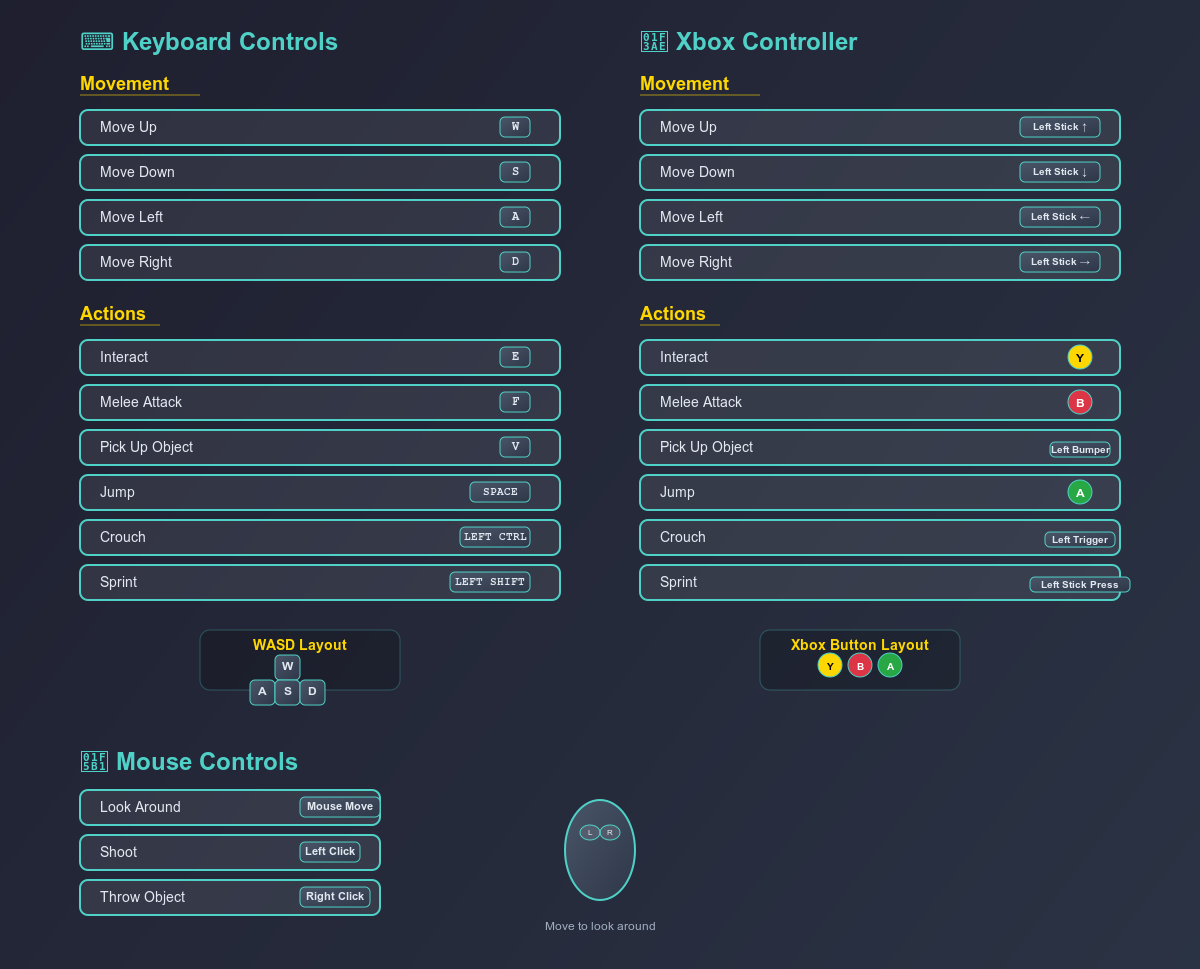 ⌨ Keyboard Controls
Movement
Move Up W
Move Down S
Move Left A
Move Right D
Actions
Interact E
Melee Attack F
Pick Up Object V
Jump SPACE
Crouch LEFT CTRL
Sprint LEFT SHIFT
WASD Layout
W
A S D
01F3AE Xbox Controller
Movement
Move Up Left Stick ↑
Move Down Left Stick ↓
Move Left Left Stick ←
Move Right Left Stick →
Actions
Interact Y
Melee Attack B
Pick Up Object Left Bumper
Jump A
Crouch Left Trigger
Sprint Left Stick Press
Xbox Button Layout
Y B A
01F5B1 Mouse Controls
Look Around Mouse Move
Shoot Left Click
Throw Object Right Click
L R
Move to look around